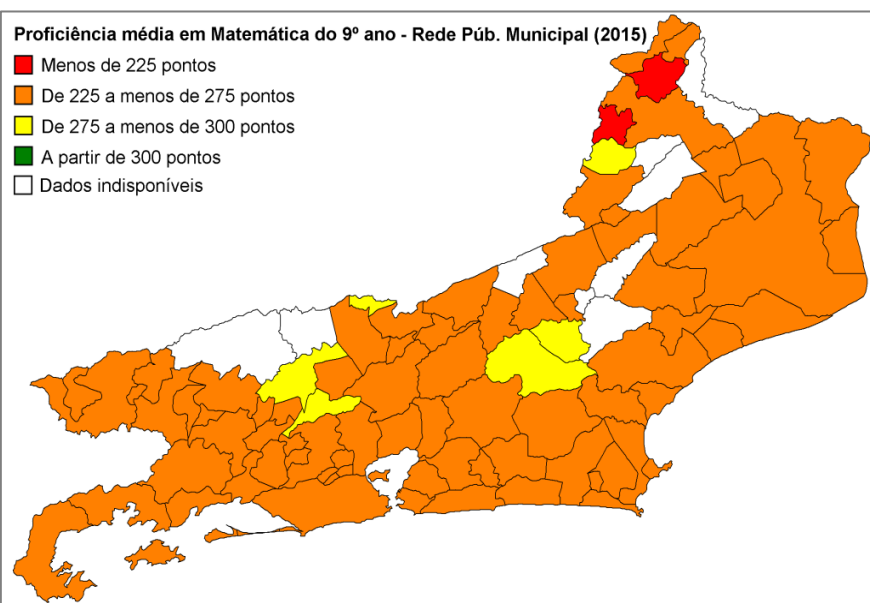 Proficiência média em Matemática do 9º ano - Rede Púb. Municipal (2015)
Menos de 225 pontos
De 225 a menos de 275 pontos
De 275 a menos de 300 pontos
A partir de 300 pontos
Dados indisponíveis